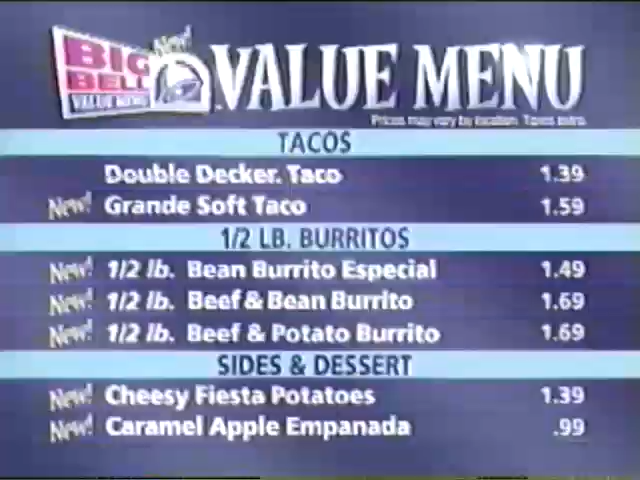 BIG BELL VALUE MENU
New! VALUE MENU
Prices may vary by location. Taxes extra.
TACOS
Double Decker. Taco 1.39
New! Grande Soft Taco 1.59
1/2 LB. BURRITOS
New! 1/2 lb. Bean Burrito Especial 1.49
New! 1/2 lb. Beef & Bean Burrito 1.69
New! 1/2 lb. Beef & Potato Burrito 1.69
SIDES & DESSERT
New! Cheesy Fiesta Potatoes 1.39
New! Caramel Apple Empanada .99